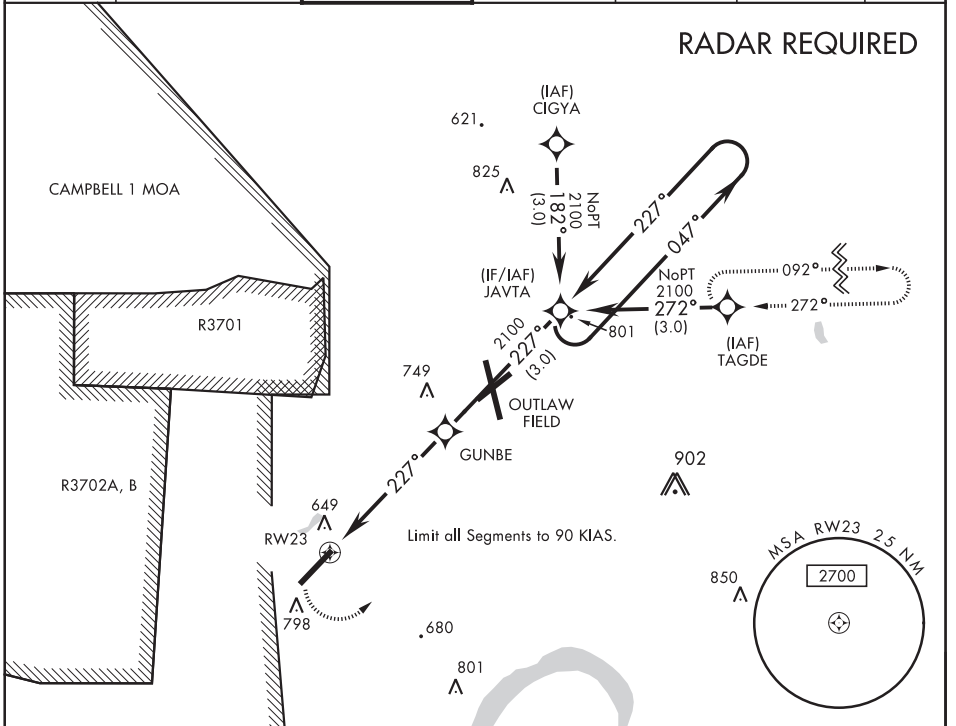 RADAR REQUIRED
(IAF)
CIGYA
621
825
CAMPBELL 1 MOA
NoPT
2100
182°
(3.0)
227°
047°
(IF/IAF)
JAVTA
NoPT
2100
272°
(3.0)
092°
272°
R3701
801
(IAF)
TAGDE
2100
227°
(3.0)
749
OUTLAW
FIELD
GUNBE
902
227°
R3702A, B
649
RW23
Limit all Segments to 90 KIAS.
MSA RW23 25 NM
2700
850
798
680
801